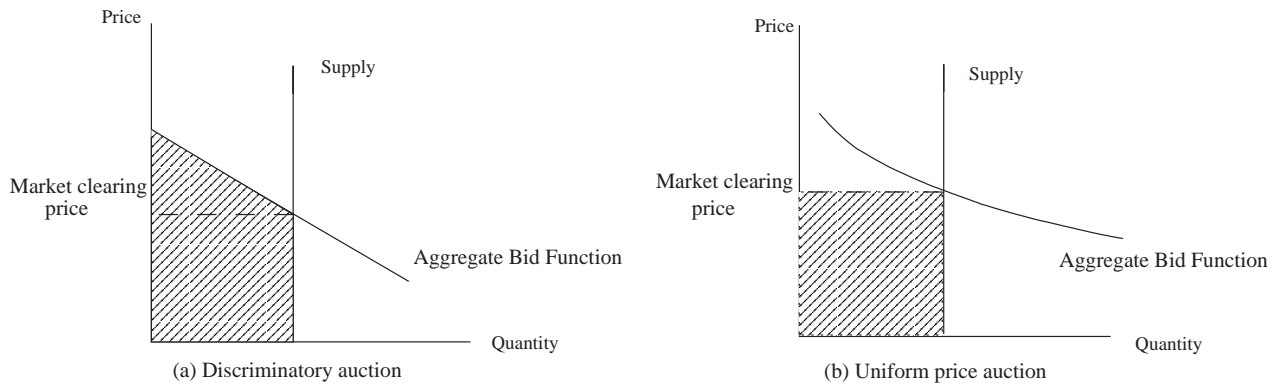 Price
Supply
Market clearing
price
Aggregate Bid Function
Quantity
(a) Discriminatory auction
Price
Supply
Market clearing
price
Aggregate Bid Function
Quantity
(b) Uniform price auction